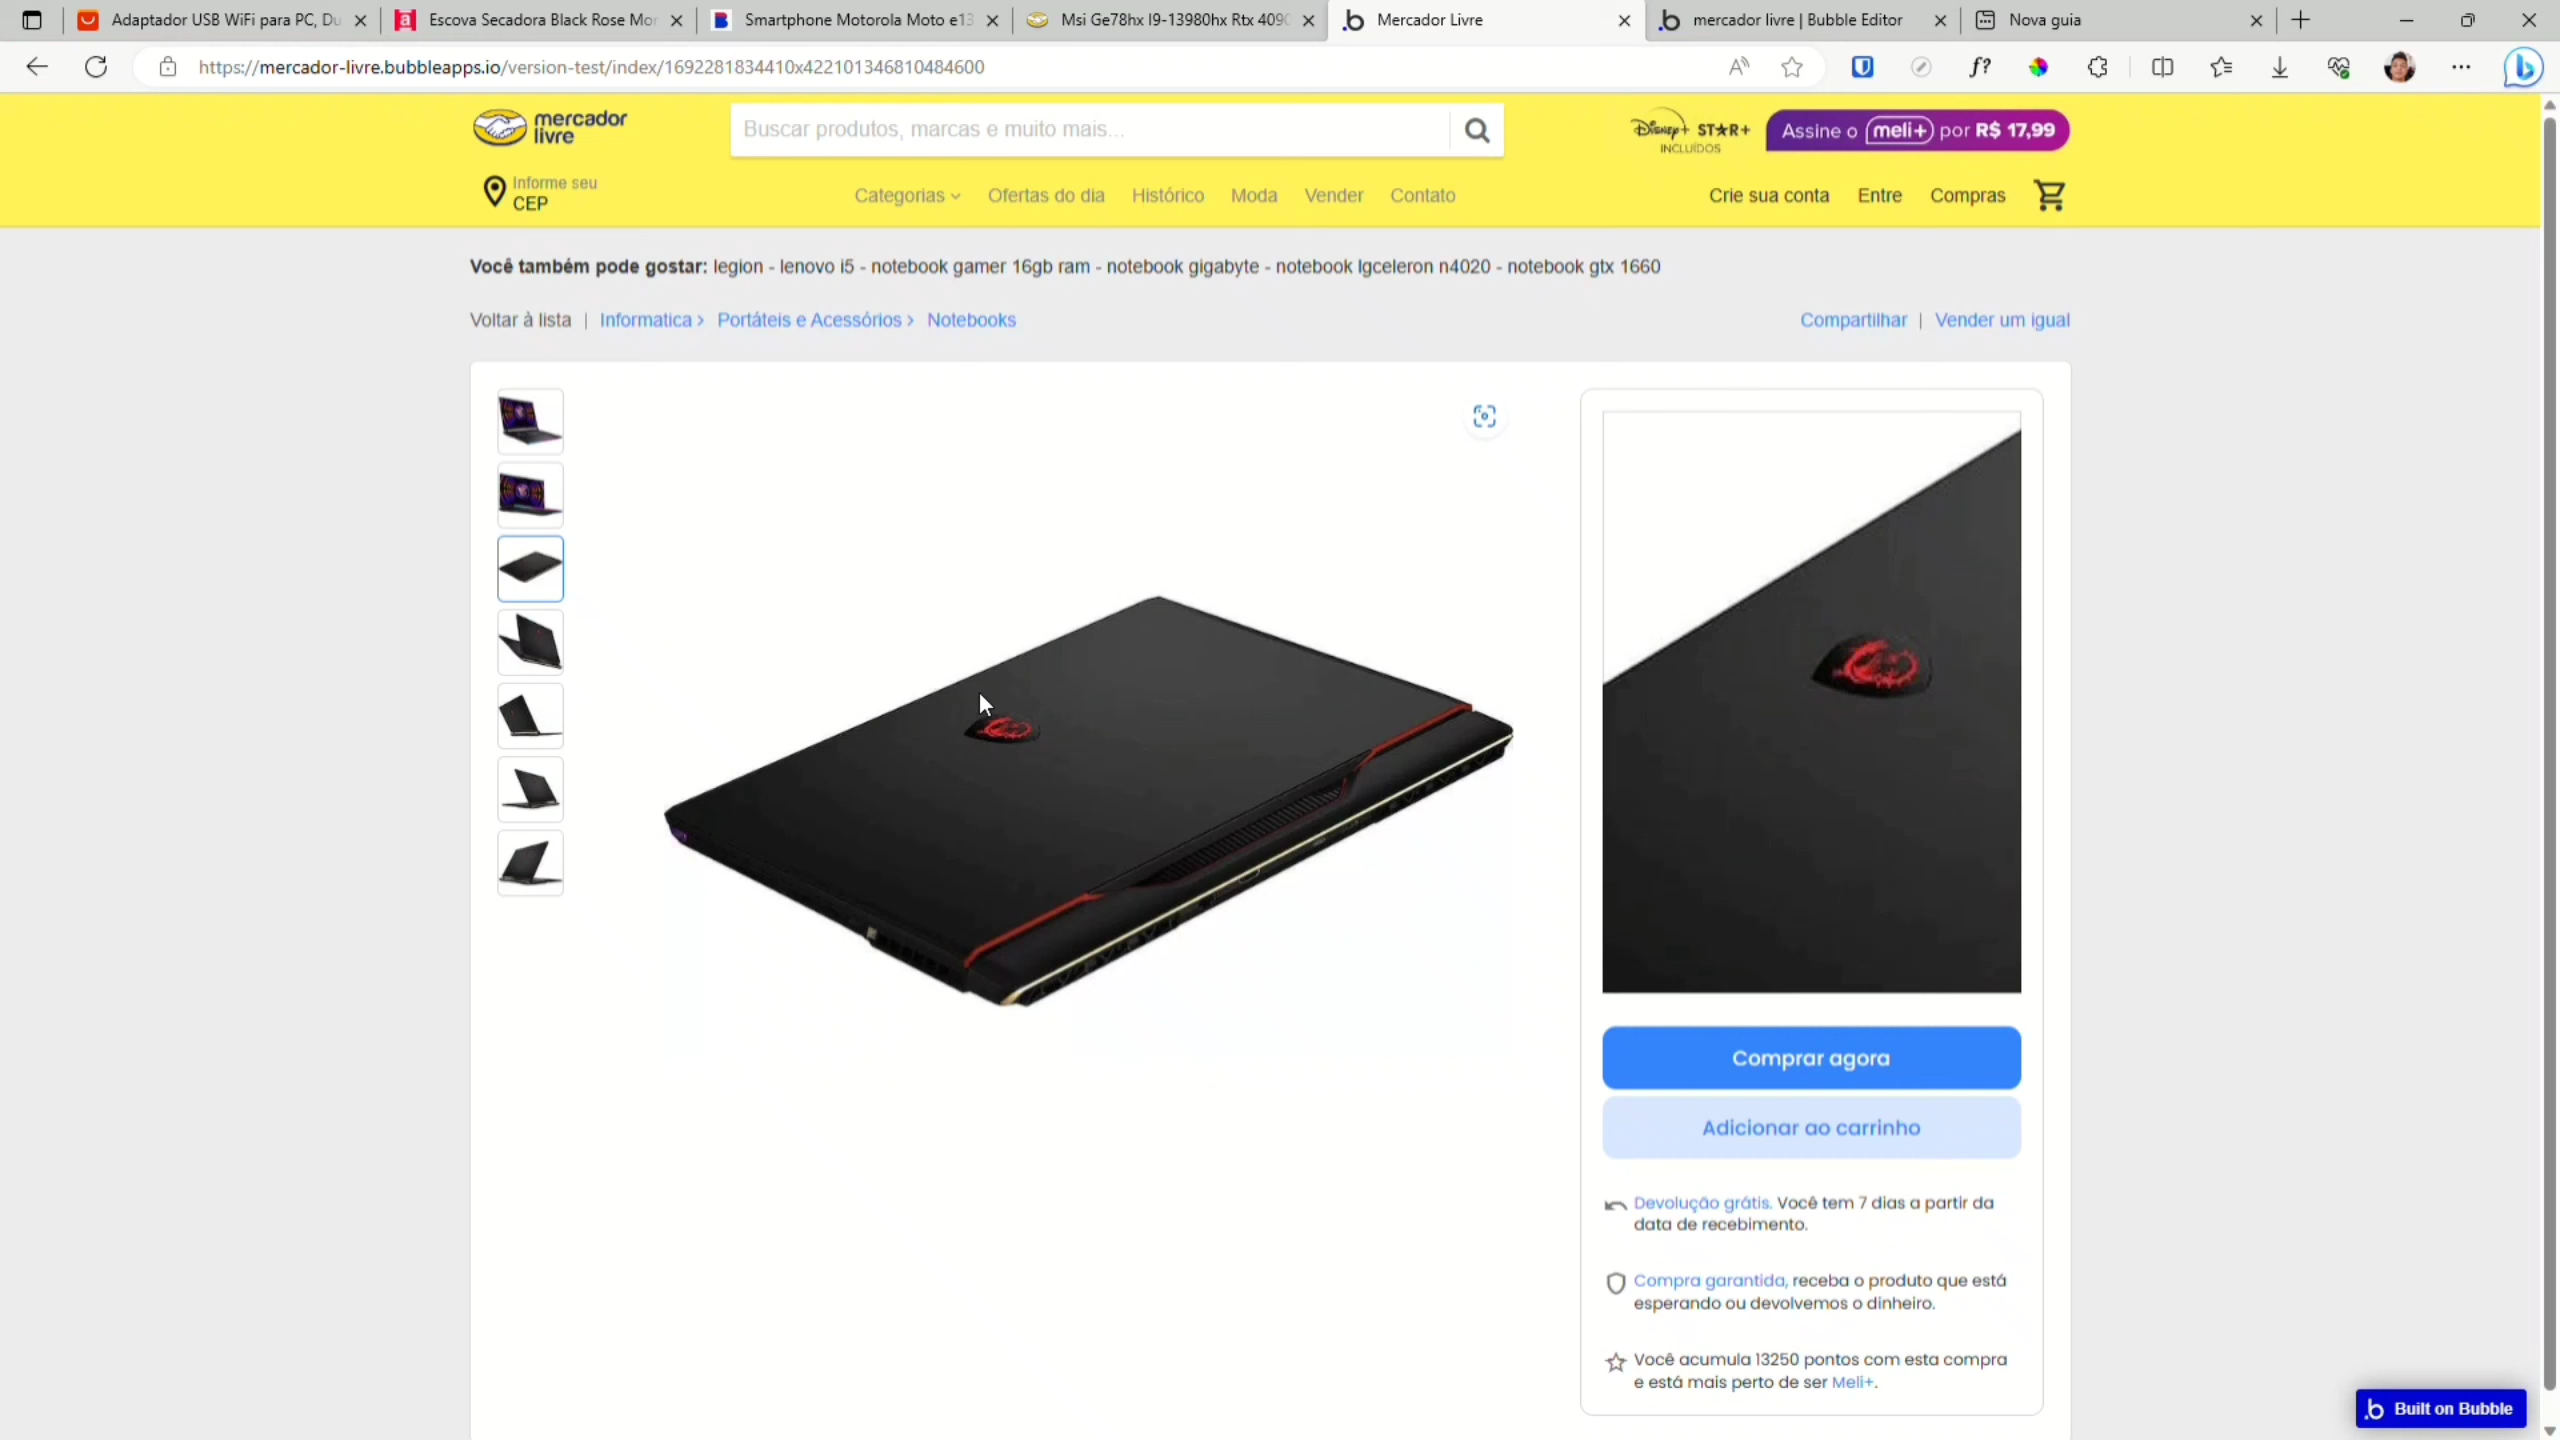 Adaptador USB WiFi para PC, Du
Escova Secadora Black Rose Mor
Smartphone Motorola Moto e13
Msi Ge78hx I9-13980hx Rtx 4090
Mercador Livre
mercador livre | Bubble Editor
Nova guia
https://mercador-livre.bubbleapps.io/version-test/index/1692281834410x422101346810484600
mercador
livre
Buscar produtos, marcas e muito mais...
Disney+ STAR+
INCLUÍDOS
Assine o meli+ por R$ 17,99
Informe seu
CEP
Categorias
Ofertas do dia
Histórico
Moda
Vender
Contato
Crie sua conta
Entre
Compras
Você também pode gostar: legion - lenovo i5 - notebook gamer 16gb ram - notebook gigabyte - notebook lgceleron n4020 - notebook gtx 1660
Voltar à lista | Informatica > Portáteis e Acessórios > Notebooks
Compartilhar | Vender um igual
Comprar agora
Adicionar ao carrinho
Devolução grátis. Você tem 7 dias a partir da
data de recebimento.
Compra garantida, receba o produto que está
esperando ou devolvemos o dinheiro.
Você acumula 13250 pontos com esta compra
e está mais perto de ser Meli+.
Built on Bubble